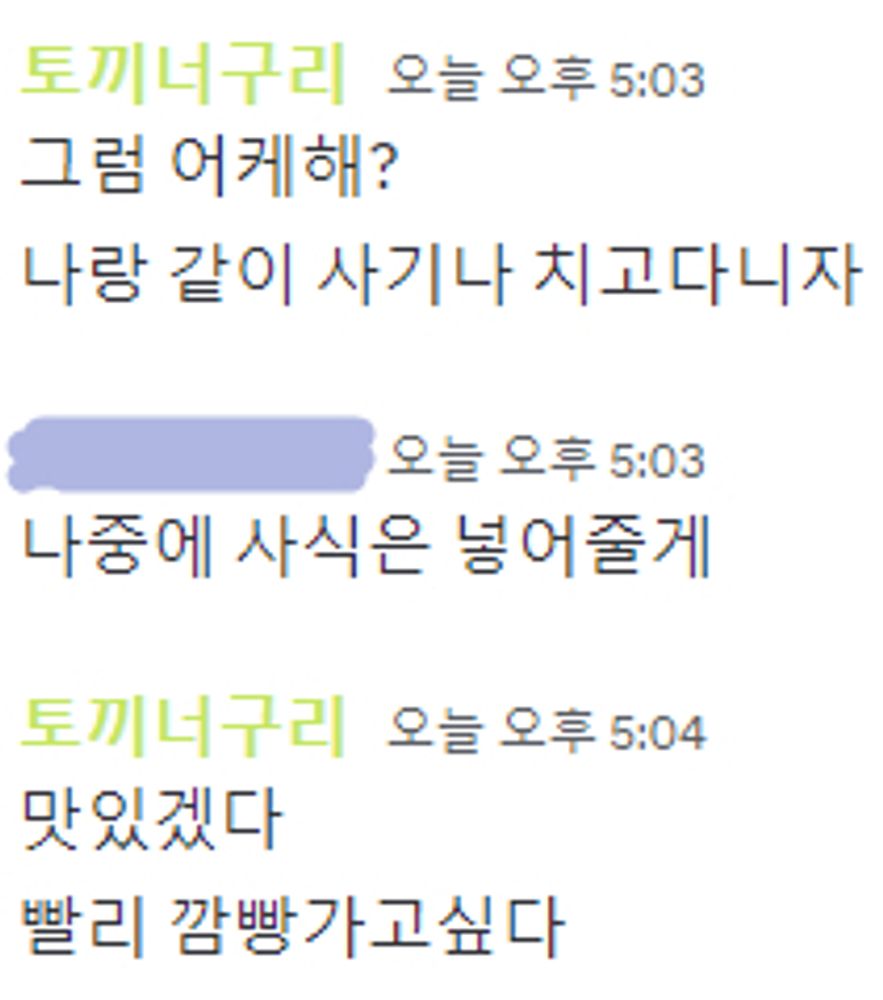 토끼너구리 오늘 오후 5:03
그럼 어케해?
나랑 같이 사기나 치고다니자
오늘 오후 5:03
나중에 사식은 넣어줄게
토끼너구리 오늘 오후 5:04
맛있겠다
빨리 깜빵가고싶다